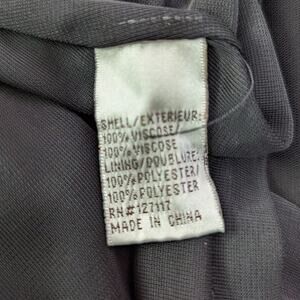 SHELL/EXTERIEUR:
100% VISCOSE/
100% VISCOSE
LINING/DOUBLURE:
100% POLYESTER/
100% POLYESTER
RN#127117
MADE IN CHINA